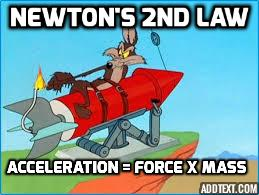 NEWTON'S 2ND LAW
ACCELERATION = FORCE X MASS
ADDTEXT.COM